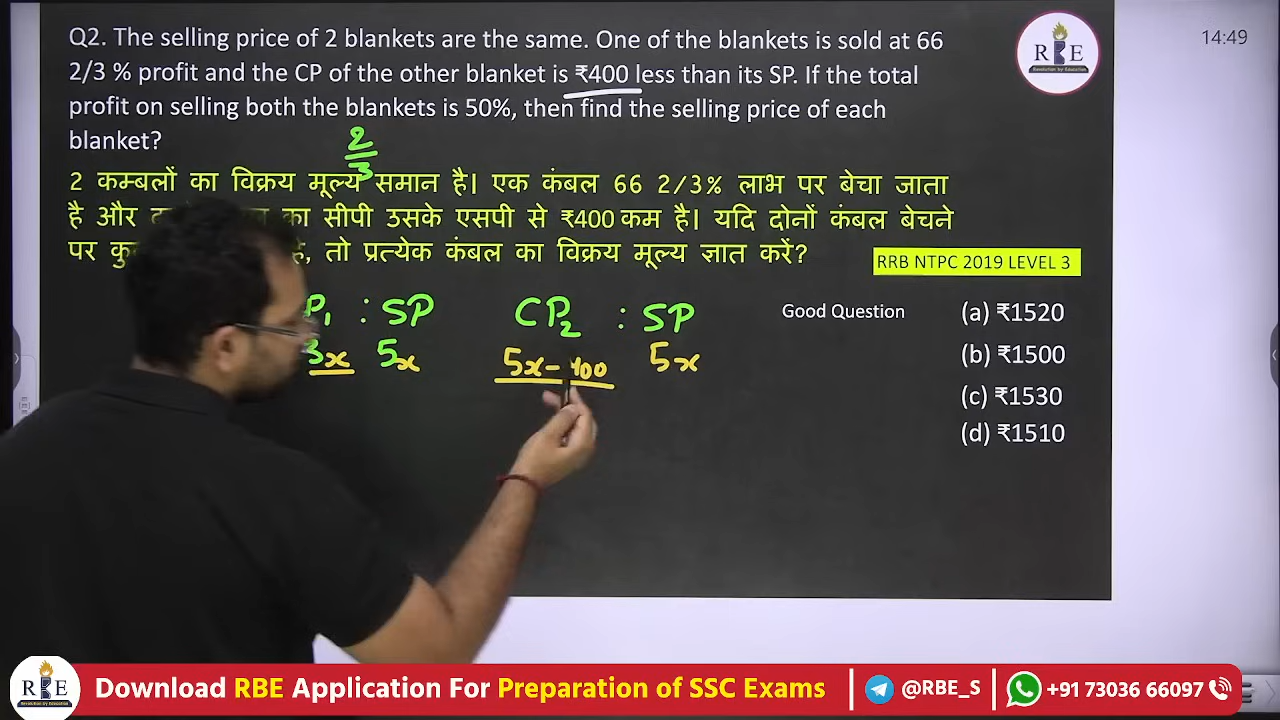 Q2. The selling price of 2 blankets are the same. One of the blankets is sold at 66
2/3 % profit and the CP of the other blanket is ₹400 less than its SP. If the total
profit on selling both the blankets is 50%, then find the selling price of each
blanket?
2/3
2 कम्बलों का विक्रय मूल्य समान है। एक कंबल 66 2/3% लाभ पर बेचा जाता
है और का सीपी उसके एसपी से ₹400 कम है। यदि दोनों कंबल बेचने
पर तो प्रत्येक कंबल का विक्रय मूल्य ज्ञात करें?
RRB NTPC 2019 LEVEL 3
P₁ : SP CP₂ : SP
3x 5x 5x-400 5x
Good Question
(a) ₹1520
(b) ₹1500
(c) ₹1530
(d) ₹1510
14:49
RBE
Download RBE Application For Preparation of SSC Exams
@RBE_S
+91 73036 66097
RBE